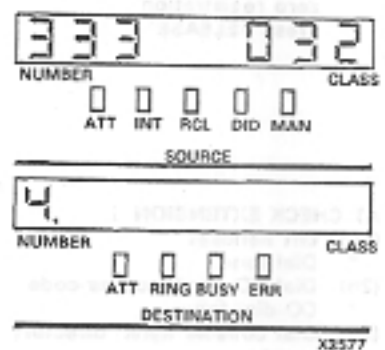 333 032
NUMBER CLASS
ATT INT RCL DID MAN
SOURCE
4.
NUMBER CLASS
ATT RING BUSY ERR
DESTINATION
X3577